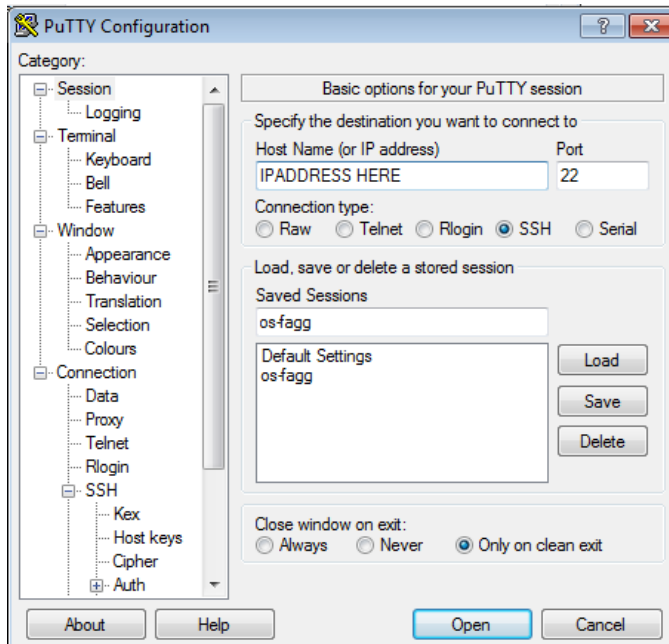 PuTTY Configuration
Category:
Session
Logging
Terminal
Keyboard
Bell
Features
Window
Appearance
Behaviour
Translation
Selection
Colours
Connection
Data
Proxy
Telnet
Rlogin
SSH
Kex
Host keys
Cipher
Auth
Basic options for your PuTTY session
Specify the destination you want to connect to
Host Name (or IP address) Port
IPADDRESS HERE 22
Connection type:
Raw Telnet Rlogin SSH Serial
Load, save or delete a stored session
Saved Sessions
os-fagg
Default Settings
os-fagg
Load
Save
Delete
Close window on exit:
Always Never Only on clean exit
About Help Open Cancel